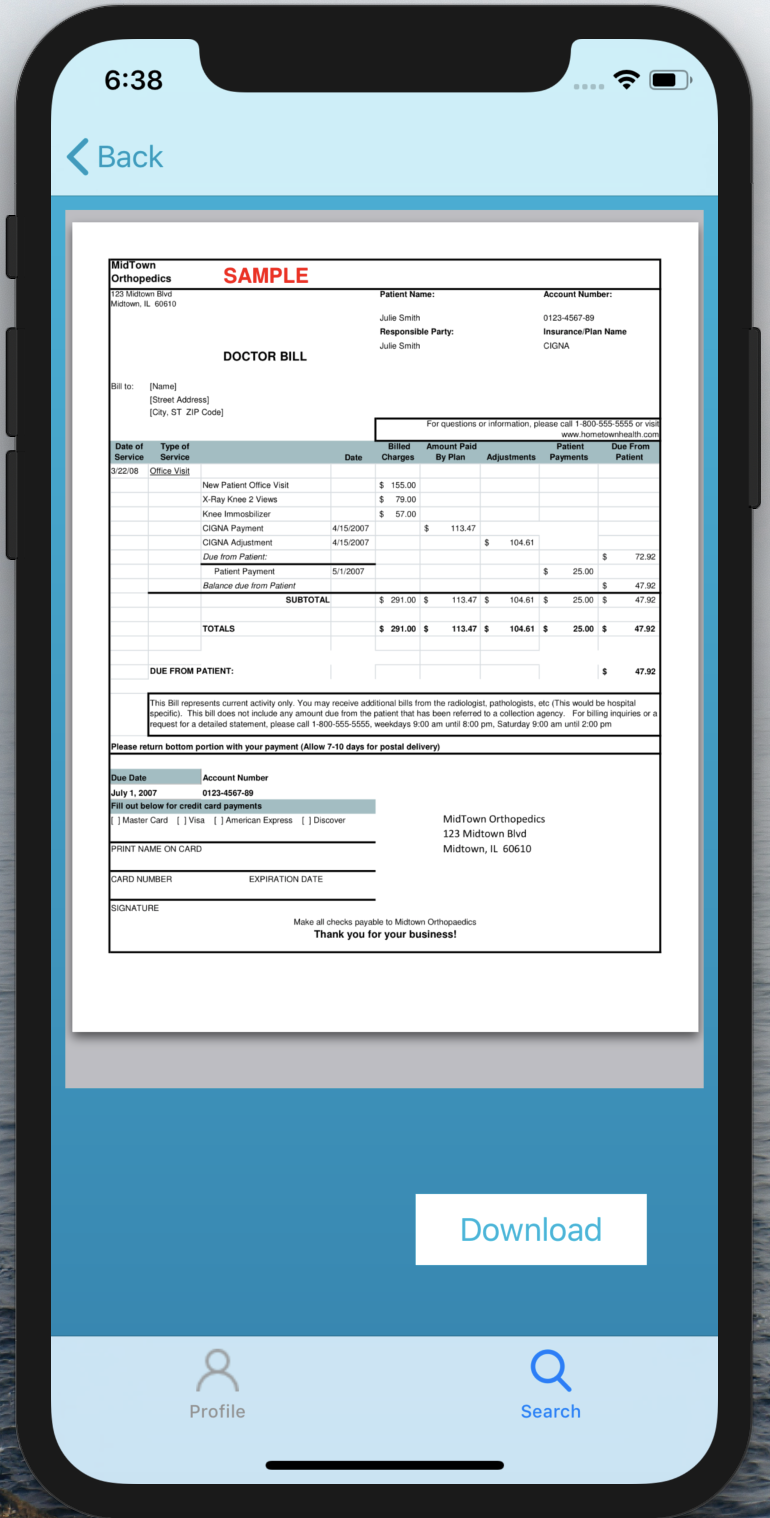 6:38
Back
MidTown
Orthopedics
SAMPLE
123 Midtown Blvd
Midtown, IL 60610
Patient Name:
Account Number:
Julie Smith
0123-4567-89
Responsible Party:
Insurance/Plan Name
Julie Smith
CIGNA
DOCTOR BILL
Bill to:
[Name]
[Street Address]
[City, ST ZIP Code]
For questions or information, please call 1-800-555-5555 or visit
www.hometownhealth.com
Date of Service Type of Service Date Billed Charges Amount Paid By Plan Adjustments Patient Payments Due From Patient
3/22/08 Office Visit
New Patient Office Visit $ 155.00
X-Ray Knee 2 Views $ 79.00
Knee Immosbilizer $ 57.00
CIGNA Payment 4/15/2007 $ 113.47
CIGNA Adjustment 4/15/2007 $ 104.61
Due from Patient: $ 72.92
Patient Payment 5/1/2007 $ 25.00
Balance due from Patient $ 47.92
SUBTOTAL $ 291.00 $ 113.47 $ 104.61 $ 25.00 $ 47.92
TOTALS $ 291.00 $ 113.47 $ 104.61 $ 25.00 $ 47.92
DUE FROM PATIENT: $ 47.92
This Bill represents current activity only. You may receive additional bills from the radiologist, pathologists, etc (This would be hospital
specific). This bill does not include any amount due from the patient that has been referred to a collection agency. For billing inquiries or a
request for a detailed statement, please call 1-800-555-5555, weekdays 9:00 am until 8:00 pm, Saturday 9:00 am until 2:00 pm
Please return bottom portion with your payment (Allow 7-10 days for postal delivery)
Due Date Account Number
July 1, 2007 0123-4567-89
Fill out below for credit card payments
[ ] Master Card [ ] Visa [ ] American Express [ ] Discover
MidTown Orthopedics
123 Midtown Blvd
Midtown, IL 60610
PRINT NAME ON CARD
CARD NUMBER EXPIRATION DATE
SIGNATURE
Make all checks payable to Midtown Orthopaedics
Thank you for your business!
Download
Profile
Search